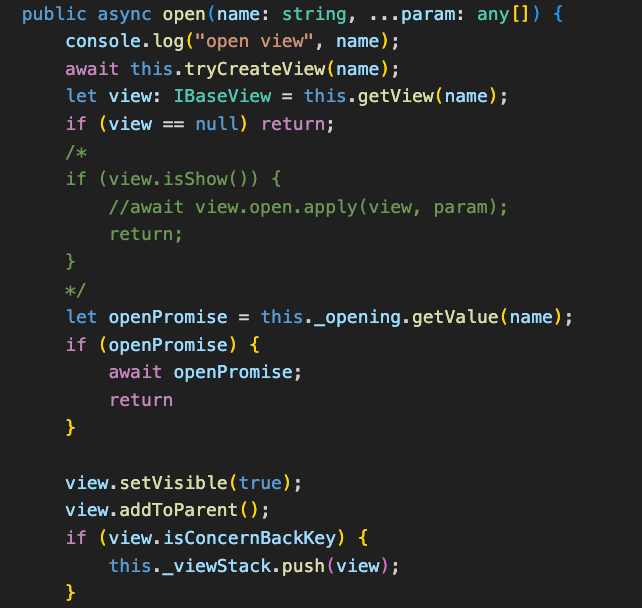 public async open(name: string, ...param: any[]) {
    console.log("open view", name);
    await this.tryCreateView(name);
    let view: IBaseView = this.getView(name);
    if (view == null) return;
    /*
    if (view.isShow()) {
        //await view.open.apply(view, param);
        return;
    }
    */
    let openPromise = this._opening.getValue(name);
    if (openPromise) {
        await openPromise;
        return
    }

    view.setVisible(true);
    view.addToParent();
    if (view.isConcernBackKey) {
        this._viewStack.push(view);
    }